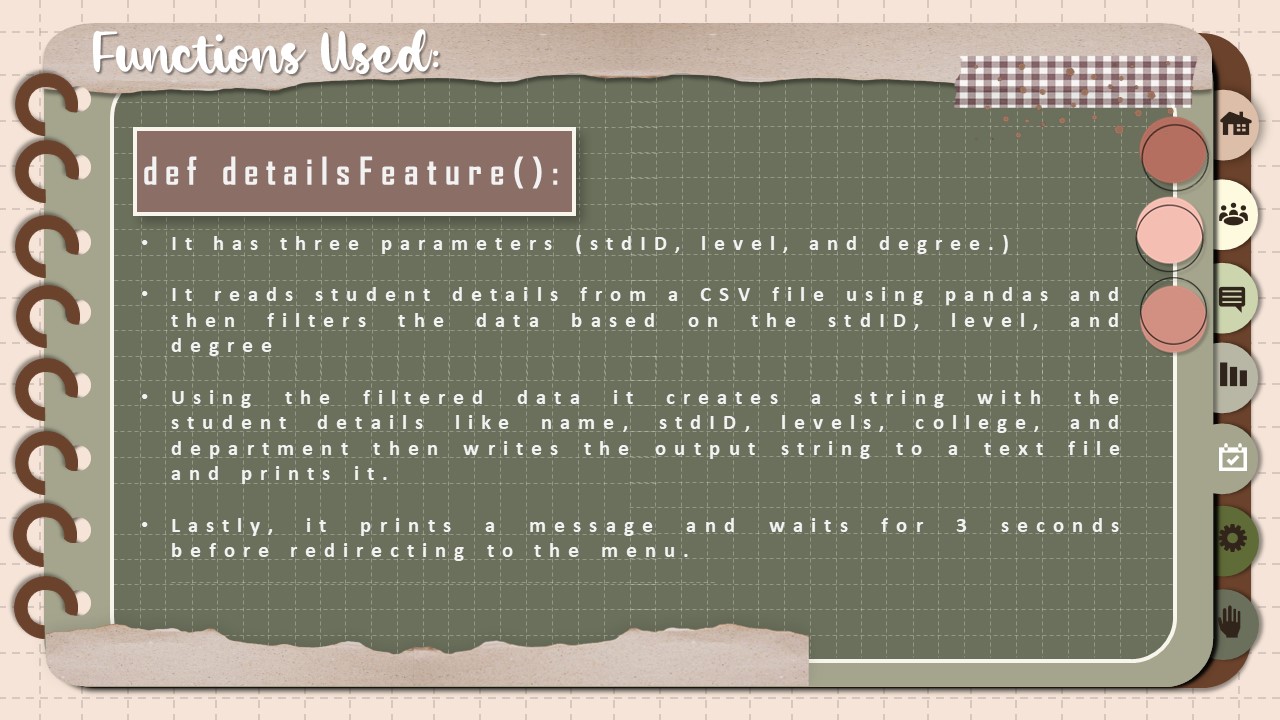 Functions Used:
def detailsFeature():
• It has three parameters (stdID, level, and degree.)
• It reads student details from a CSV file using pandas and
then filters the data based on the stdID, level, and
degree
• Using the filtered data it creates a string with the
student details like name, stdID, levels, college, and
department then writes the output string to a text file
and prints it.
• Lastly, it prints a message and waits for 3 seconds
before redirecting to the menu.